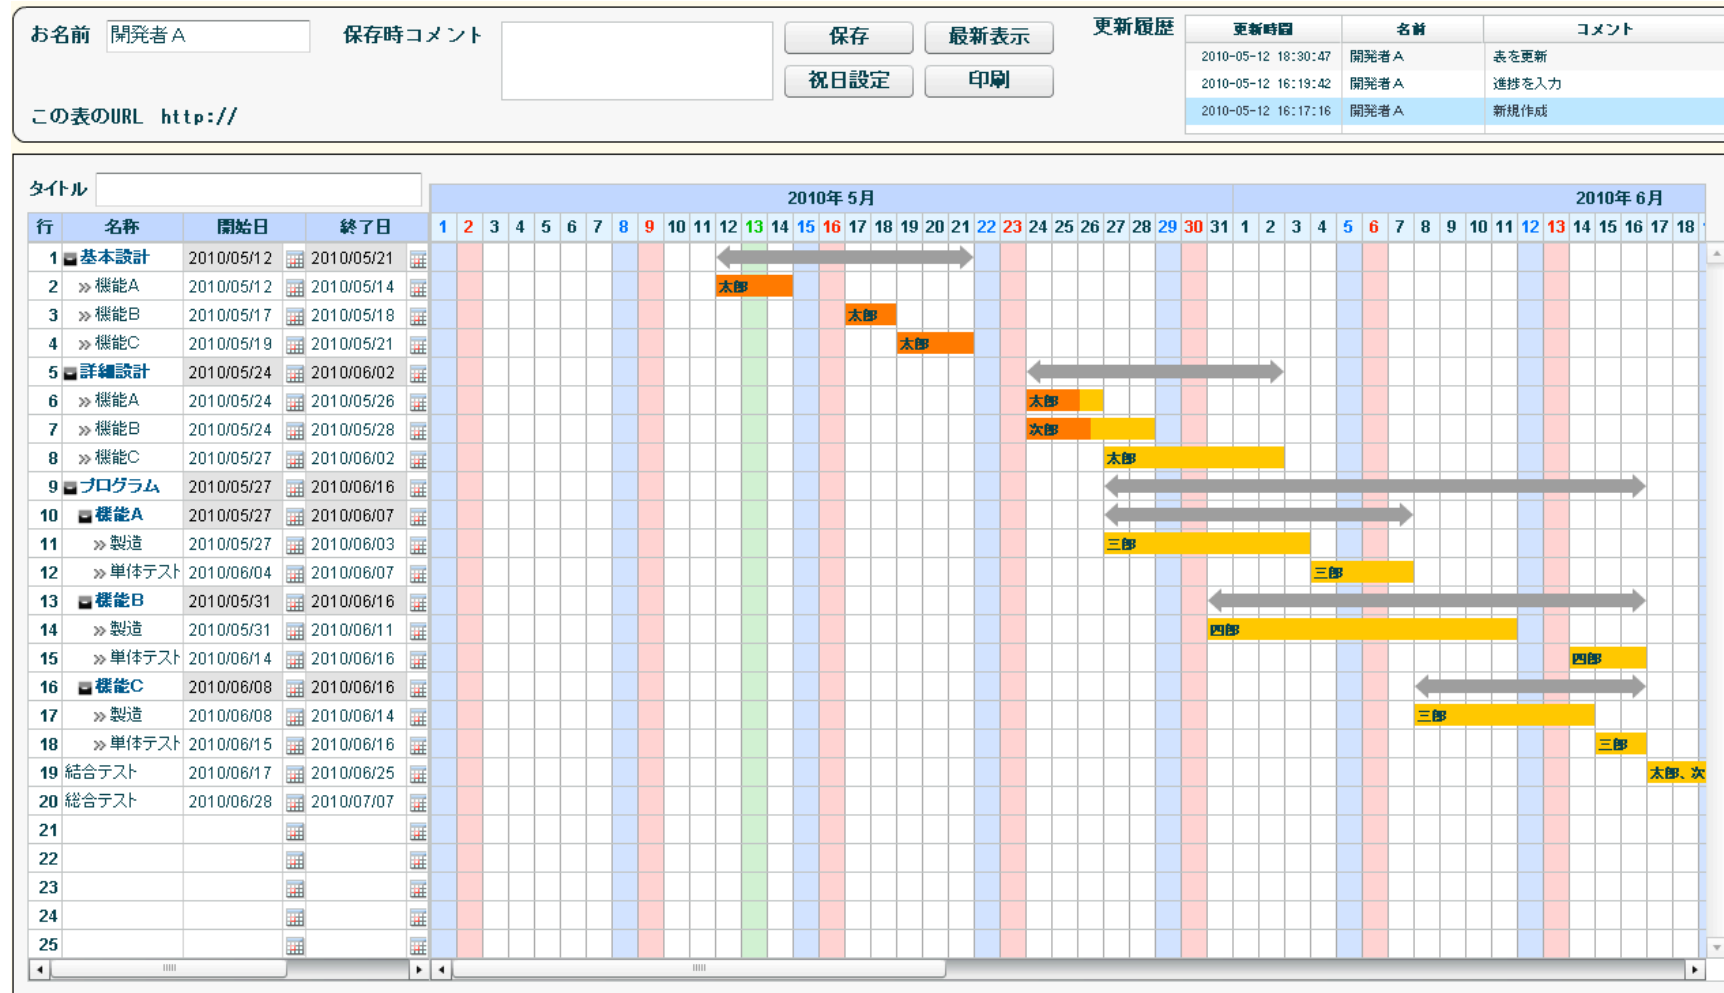 お名前 開発者A 保存時コメント 保存 最新表示 更新履歴 更新時間 名前 コメント
2010-05-12 18:30:47 開発者A 表を更新
祝日設定 印刷 2010-05-12 16:19:42 開発者A 進捗を入力
この表のURL http:// 2010-05-12 16:17:16 開発者A 新規作成
タイトル 2010年 5月 2010年 6月
行 名称 開始日 終了日 1 2 3 4 5 6 7 8 9 10 11 12 13 14 15 16 17 18 19 20 21 22 23 24 25 26 27 28 29 30 31 1 2 3 4 5 6 7 8 9 10 11 12 13 14 15 16 17 18
1 基本設計 2010/05/12 2010/05/21
2 »機能A 2010/05/12 2010/05/14 太郎
3 »機能B 2010/05/17 2010/05/18 太郎
4 »機能C 2010/05/19 2010/05/21 太郎
5 詳細設計 2010/05/24 2010/06/02
6 »機能A 2010/05/24 2010/05/26 太郎
7 »機能B 2010/05/24 2010/05/28 次郎
8 »機能C 2010/05/27 2010/06/02 太郎
9 プログラム 2010/05/27 2010/06/16
10 機能A 2010/05/27 2010/06/07
11 »製造 2010/05/27 2010/06/03 三郎
12 »単体テスト 2010/06/04 2010/06/07 三郎
13 機能B 2010/05/31 2010/06/16
14 »製造 2010/05/31 2010/06/11 四郎
15 »単体テスト 2010/06/14 2010/06/16 四郎
16 機能C 2010/06/08 2010/06/16
17 »製造 2010/06/08 2010/06/14 三郎
18 »単体テスト 2010/06/15 2010/06/16 三郎
19 結合テスト 2010/06/17 2010/06/25 太郎、次
20 総合テスト 2010/06/28 2010/07/07
21
22
23
24
25